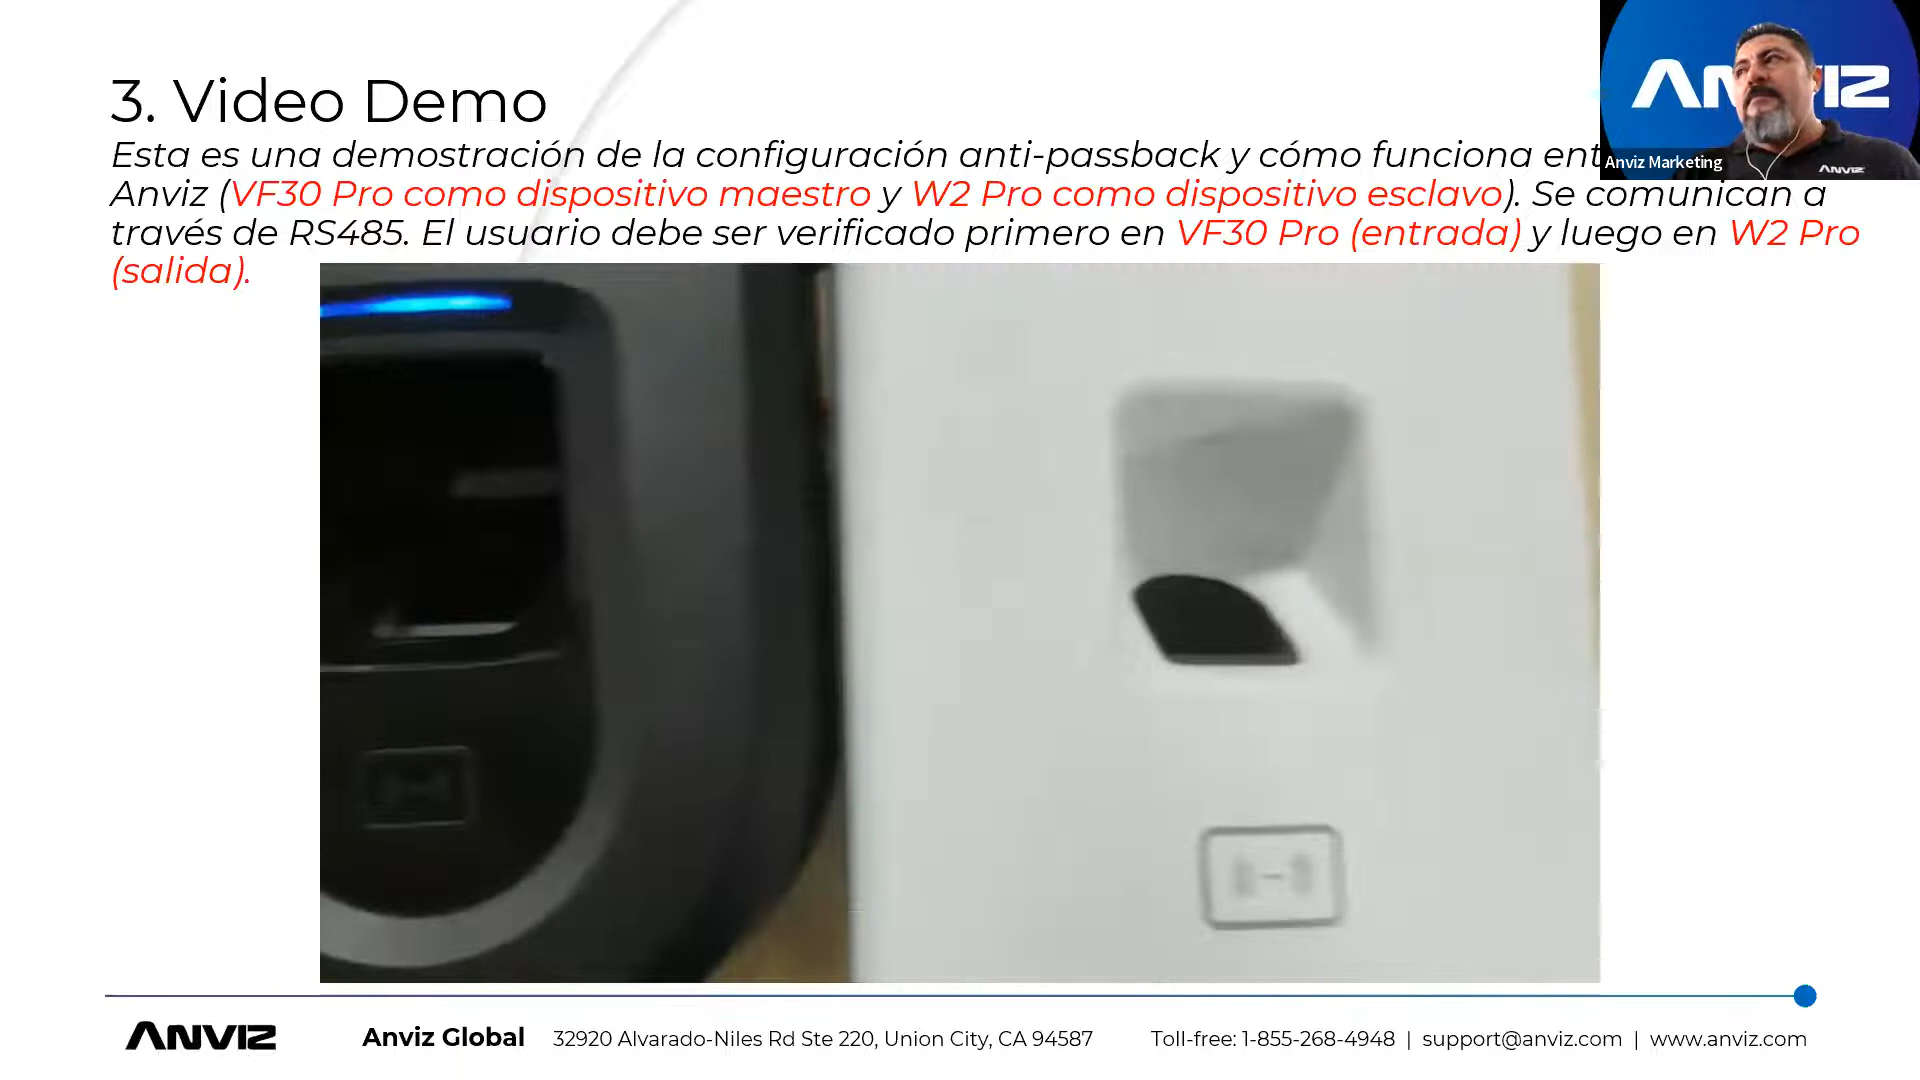 3. Video Demo
Esta es una demostración de la configuración anti-passback y cómo funciona ent
Anviz (VF30 Pro como dispositivo maestro y W2 Pro como dispositivo esclavo). Se comunican a
través de RS485. El usuario debe ser verificado primero en VF30 Pro (entrada) y luego en W2 Pro
(salida).
ANVIZ
Anviz Marketing
ANVIZ
ANVIZ
Anviz Global 32920 Alvarado-Niles Rd Ste 220, Union City, CA 94587 Toll-free: 1-855-268-4948 | support@anviz.com | www.anviz.com